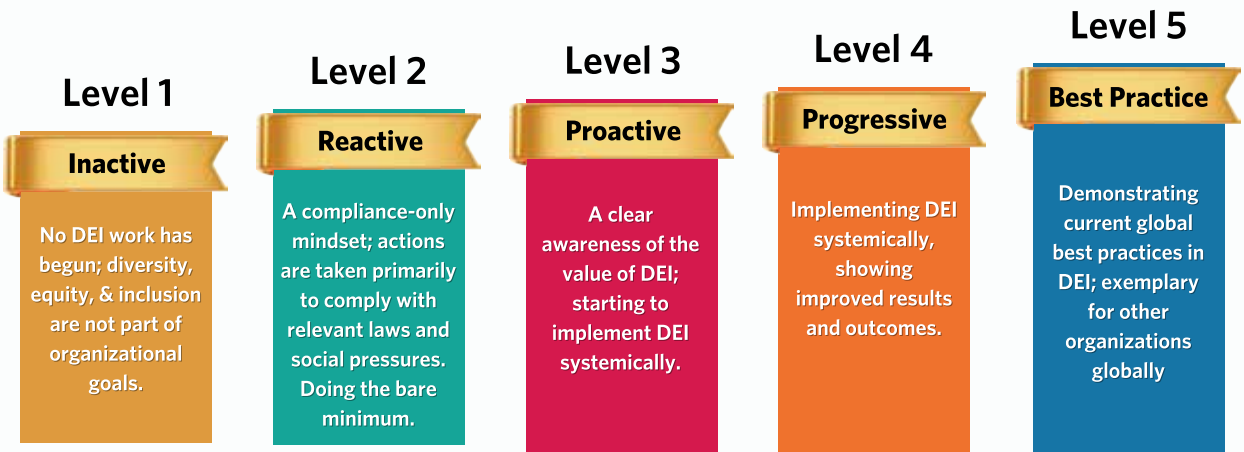 Level 1
Inactive
No DEI work has
begun; diversity,
equity, & inclusion
are not part of
organizational
goals.
Level 2
Reactive
A compliance-only
mindset; actions
are taken primarily
to comply with
relevant laws and
social pressures.
Doing the bare
minimum.
Level 3
Proactive
A clear
awareness of the
value of DEI;
starting to
implement DEI
systemically.
Level 4
Progressive
Implementing DEI
systemically,
showing
improved results
and outcomes.
Level 5
Best Practice
Demonstrating
current global
best practices in
DEI; exemplary
for other
organizations
globally